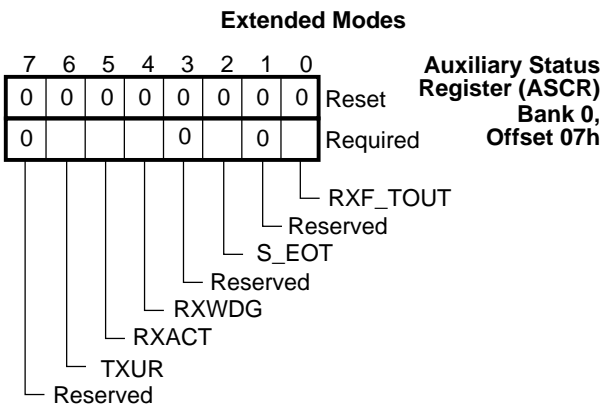 Extended Modes
7 6 5 4 3 2 1 0
Auxiliary Status
Register (ASCR)
Bank 0,
Offset 07h
0 0 0 0 0 0 0 0 Reset
0 0 0 Required
RXF_TOUT
Reserved
S_EOT
Reserved
RXWDG
RXACT
TXUR
Reserved